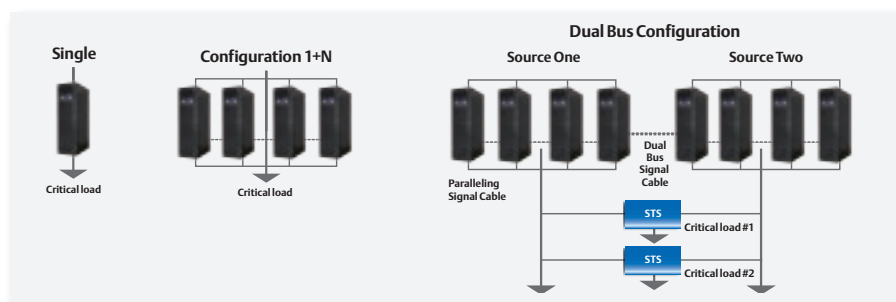 Dual Bus Configuration
Single
Configuration 1+N
Source One
Source Two
Critical load
Critical load
Paralleling
Signal Cable
Dual
Bus
Signal
Cable
STS
Critical load #1
STS
Critical load #2